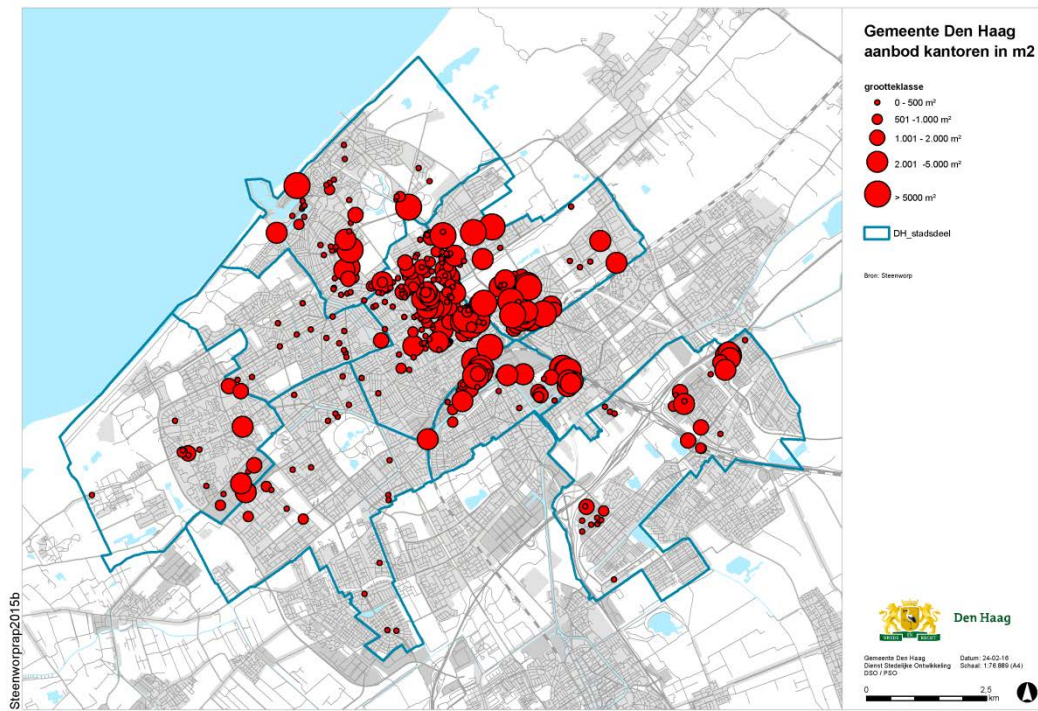 Gemeente Den Haag
aanbod kantoren in m2
grootteklasse
0 - 500 m²
501 -1.000 m²
1.001 - 2.000 m²
2.001 -5.000 m²
> 5000 m²
DH_stadsdeel
Bron: Steenworp
Steenworprap2015b
Den Haag
Gemeente Den Haag
Dienst Stedelijke Ontwikkeling
DSO / PSO
Datum: 24-02-16
Schaal: 1:76.889 (A4)
0 2,5
km